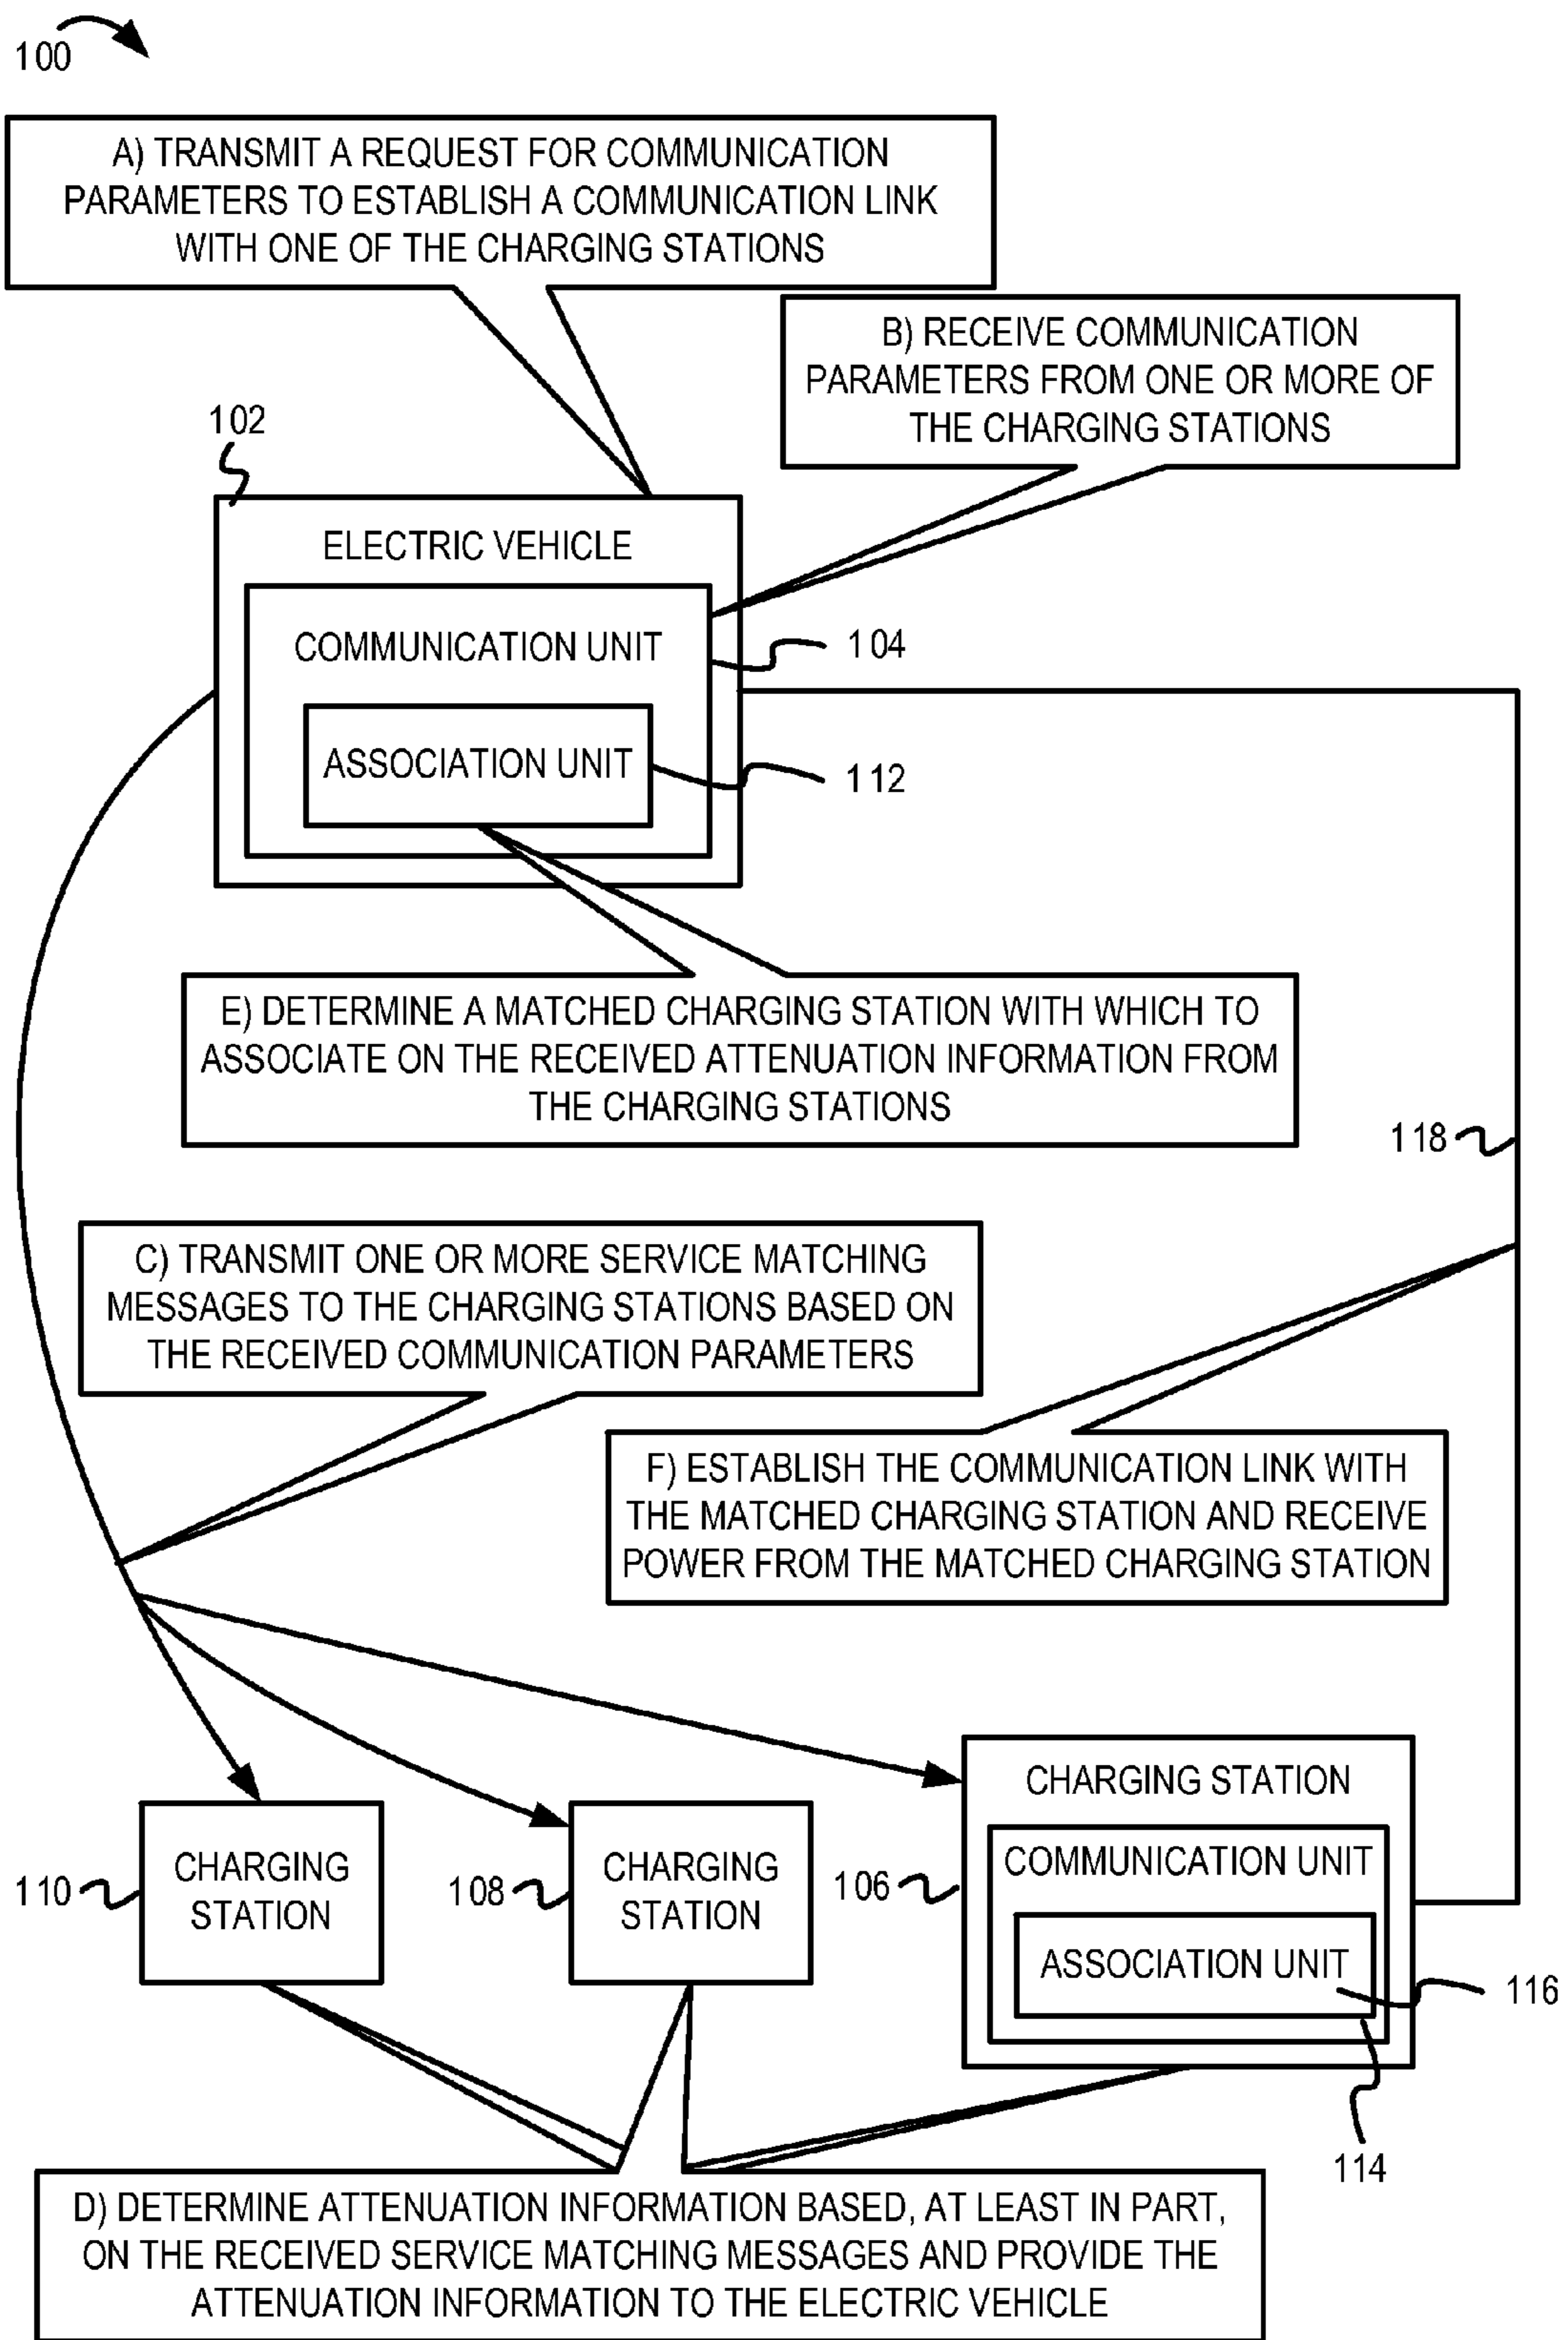 100
A) TRANSMIT A REQUEST FOR COMMUNICATION
PARAMETERS TO ESTABLISH A COMMUNICATION LINK
WITH ONE OF THE CHARGING STATIONS
B) RECEIVE COMMUNICATION
PARAMETERS FROM ONE OR MORE OF
THE CHARGING STATIONS
102
ELECTRIC VEHICLE
COMMUNICATION UNIT
104
ASSOCIATION UNIT
112
E) DETERMINE A MATCHED CHARGING STATION WITH WHICH TO
ASSOCIATE ON THE RECEIVED ATTENUATION INFORMATION FROM
THE CHARGING STATIONS
118
C) TRANSMIT ONE OR MORE SERVICE MATCHING
MESSAGES TO THE CHARGING STATIONS BASED ON
THE RECEIVED COMMUNICATION PARAMETERS
F) ESTABLISH THE COMMUNICATION LINK WITH
THE MATCHED CHARGING STATION AND RECEIVE
POWER FROM THE MATCHED CHARGING STATION
110
CHARGING
STATION
108
CHARGING
STATION
106
CHARGING STATION
COMMUNICATION UNIT
ASSOCIATION UNIT
116
114
D) DETERMINE ATTENUATION INFORMATION BASED, AT LEAST IN PART,
ON THE RECEIVED SERVICE MATCHING MESSAGES AND PROVIDE THE
ATTENUATION INFORMATION TO THE ELECTRIC VEHICLE